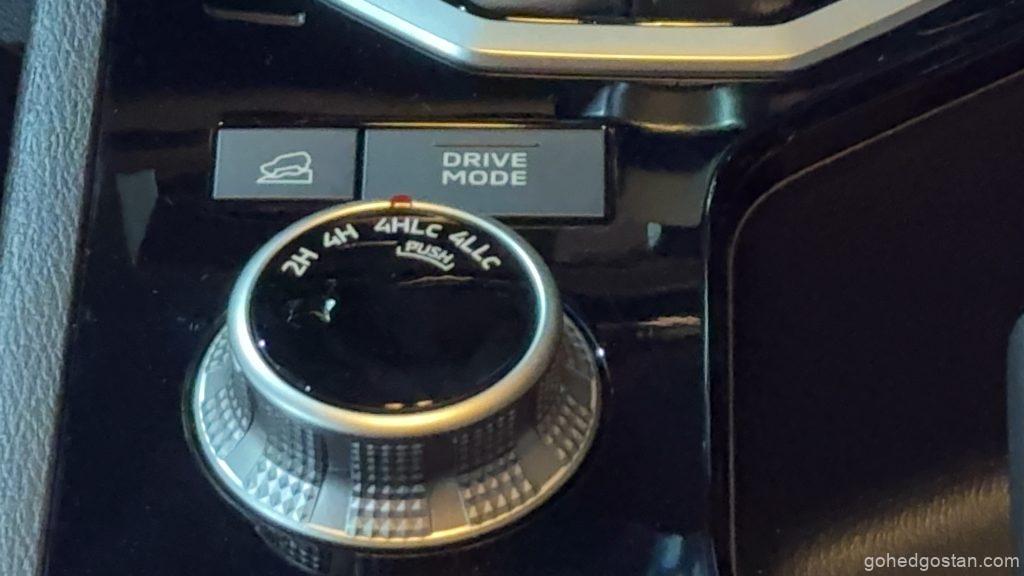 DRIVE
MODE
2H 4H 4HLc 4LLc
PUSH
gohedgostan.com